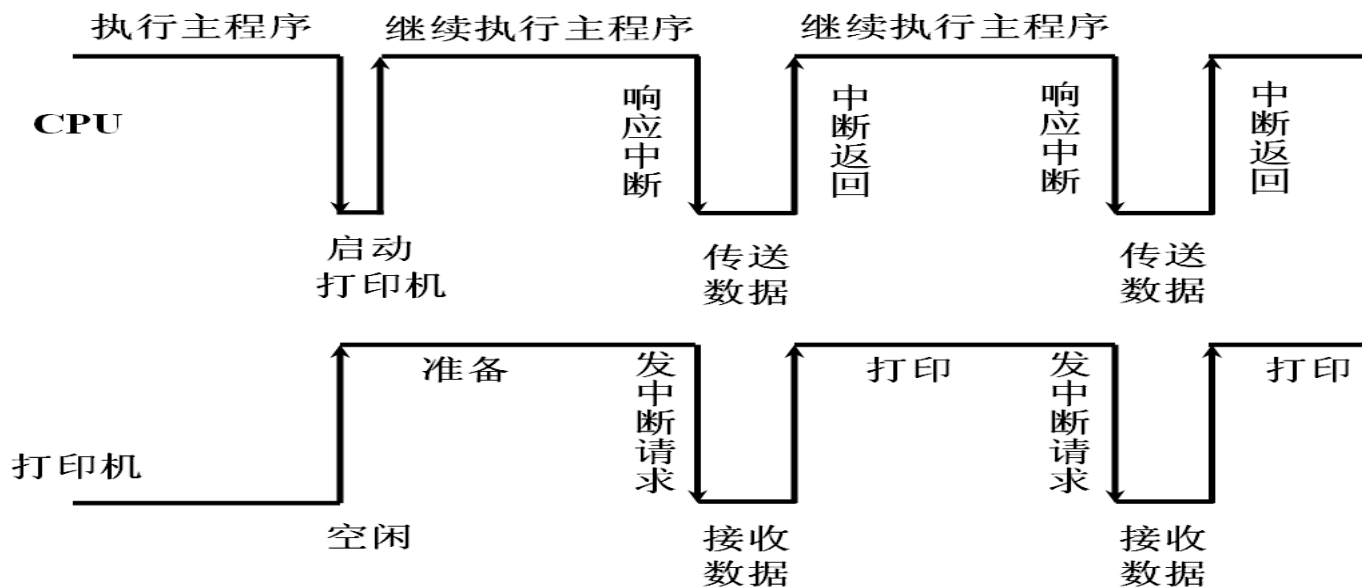 执行主程序
继续执行主程序
继续执行主程序
CPU
响应中断
中断返回
响应中断
中断返回
启动
打印机
传送
数据
传送
数据
准备
发中断请求
打印
发中断请求
打印
打印机
空闲
接收
数据
接收
数据